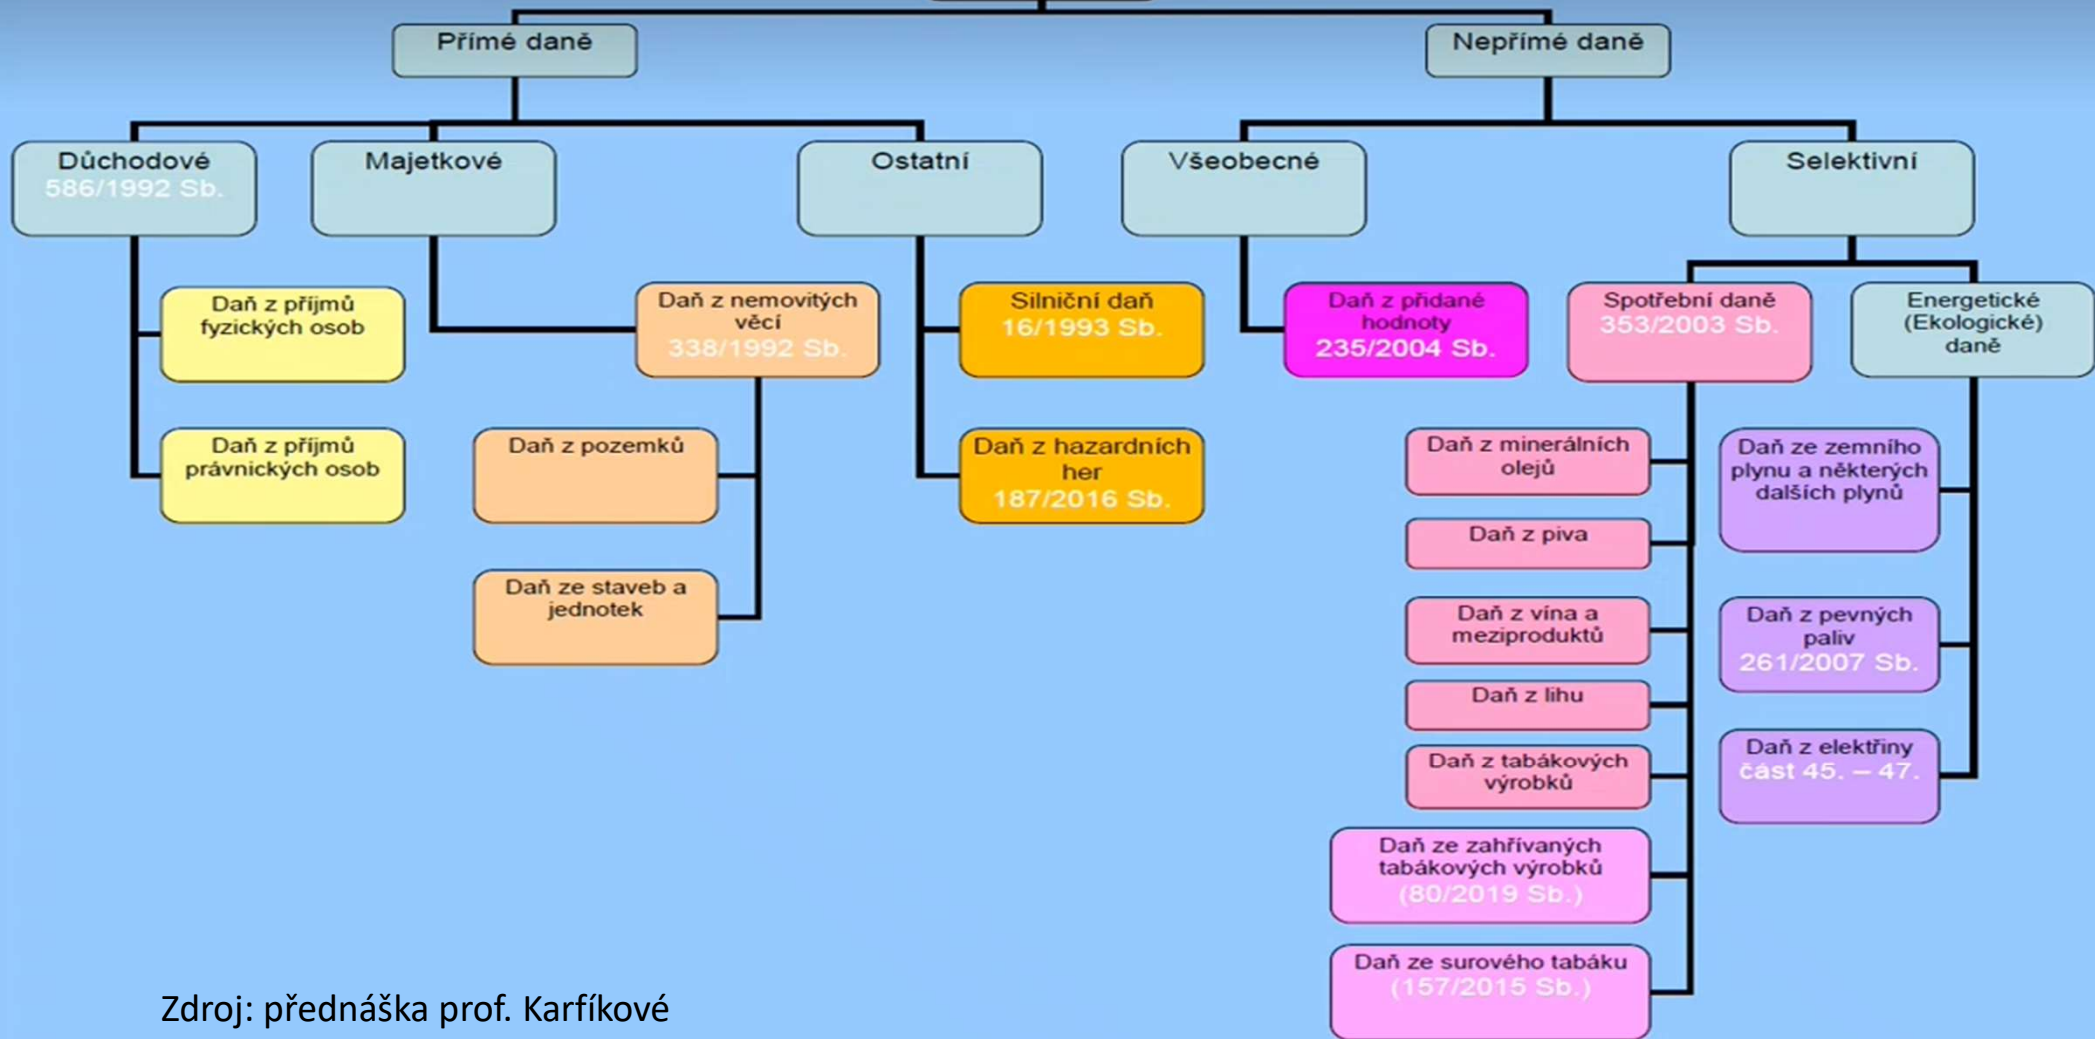 Přímé daně
Nepřímé daně
Důchodové
586/1992 Sb.
Majetkové
Ostatní
Všeobecné
Selektivní
Daň z příjmů
fyzických osob
Daň z nemovitých
věcí
338/1992 Sb.
Silniční daň
16/1993 Sb.
Daň z přidané
hodnoty
235/2004 Sb.
Spotřební daně
353/2003 Sb.
Energetické
(Ekologické)
daně
Daň z příjmů
právnických osob
Daň z pozemků
Daň z hazardních
her
187/2016 Sb.
Daň z minerálních
olejů
Daň ze zemního
plynu a některých
dalších plynů
Daň z piva
Daň ze staveb a
jednotek
Daň z vína a
meziproduktů
Daň z pevných
paliv
261/2007 Sb.
Daň z lihu
Daň z tabákových
výrobků
Daň z elektřiny
část 45. – 47.
Daň ze zahřívaných
tabákových výrobků
(80/2019 Sb.)
Daň ze surového tabáku
(157/2015 Sb.)
Zdroj: přednáška prof. Karfíkové